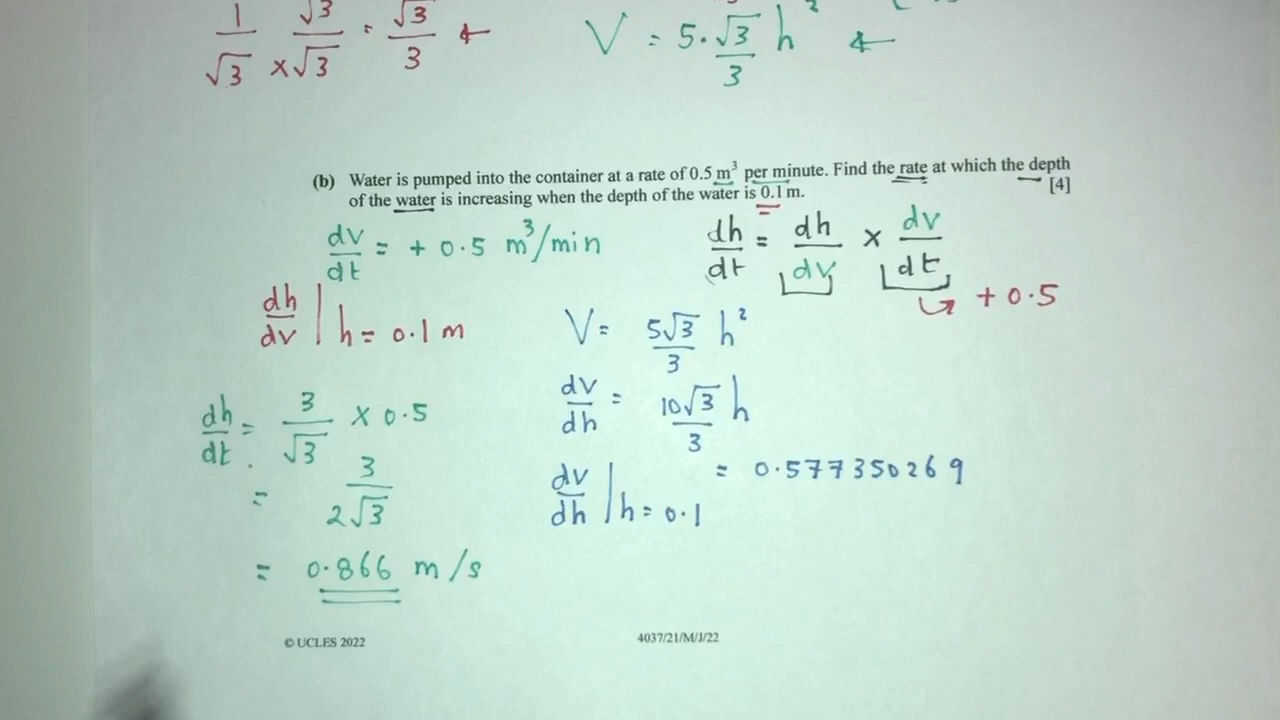 1/√3 × √3/√3 = √3/3 ←
V = 5 · √3/3 h² ←
(b) Water is pumped into the container at a rate of 0.5 m³ per minute. Find the rate at which the depth
of the water is increasing when the depth of the water is 0.1 m. [4]
dv/dt = + 0.5 m³/min
dh/dt = dh/dv × dv/dt
+ 0.5
dh/dv | h = 0.1 m
V = 5√3/3 h²
dv/dh = 10√3/3 h
dv/dh | h = 0.1 = 0.577350269
dh/dt = 3/√3 × 0.5
= 3/2√3
= 0.866 m/s
© UCLES 2022
4037/21/M/J/22